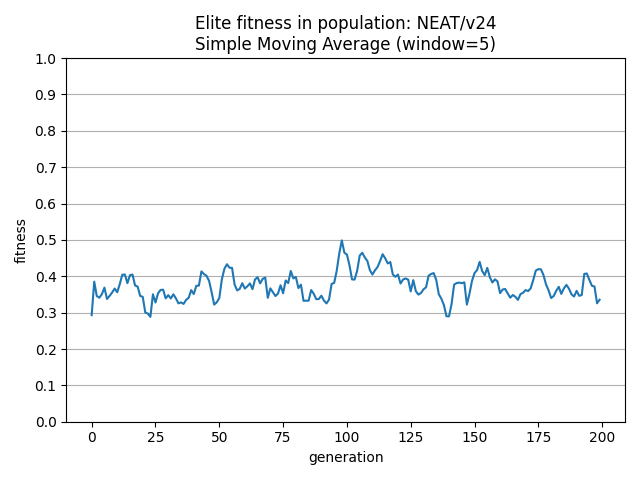 Elite fitness in population: NEAT/v24
Simple Moving Average (window=5)
1.0
0.9
0.8
0.7
0.6
0.5
0.4
0.3
0.2
0.1
0.0
fitness
0 25 50 75 100 125 150 175 200
generation